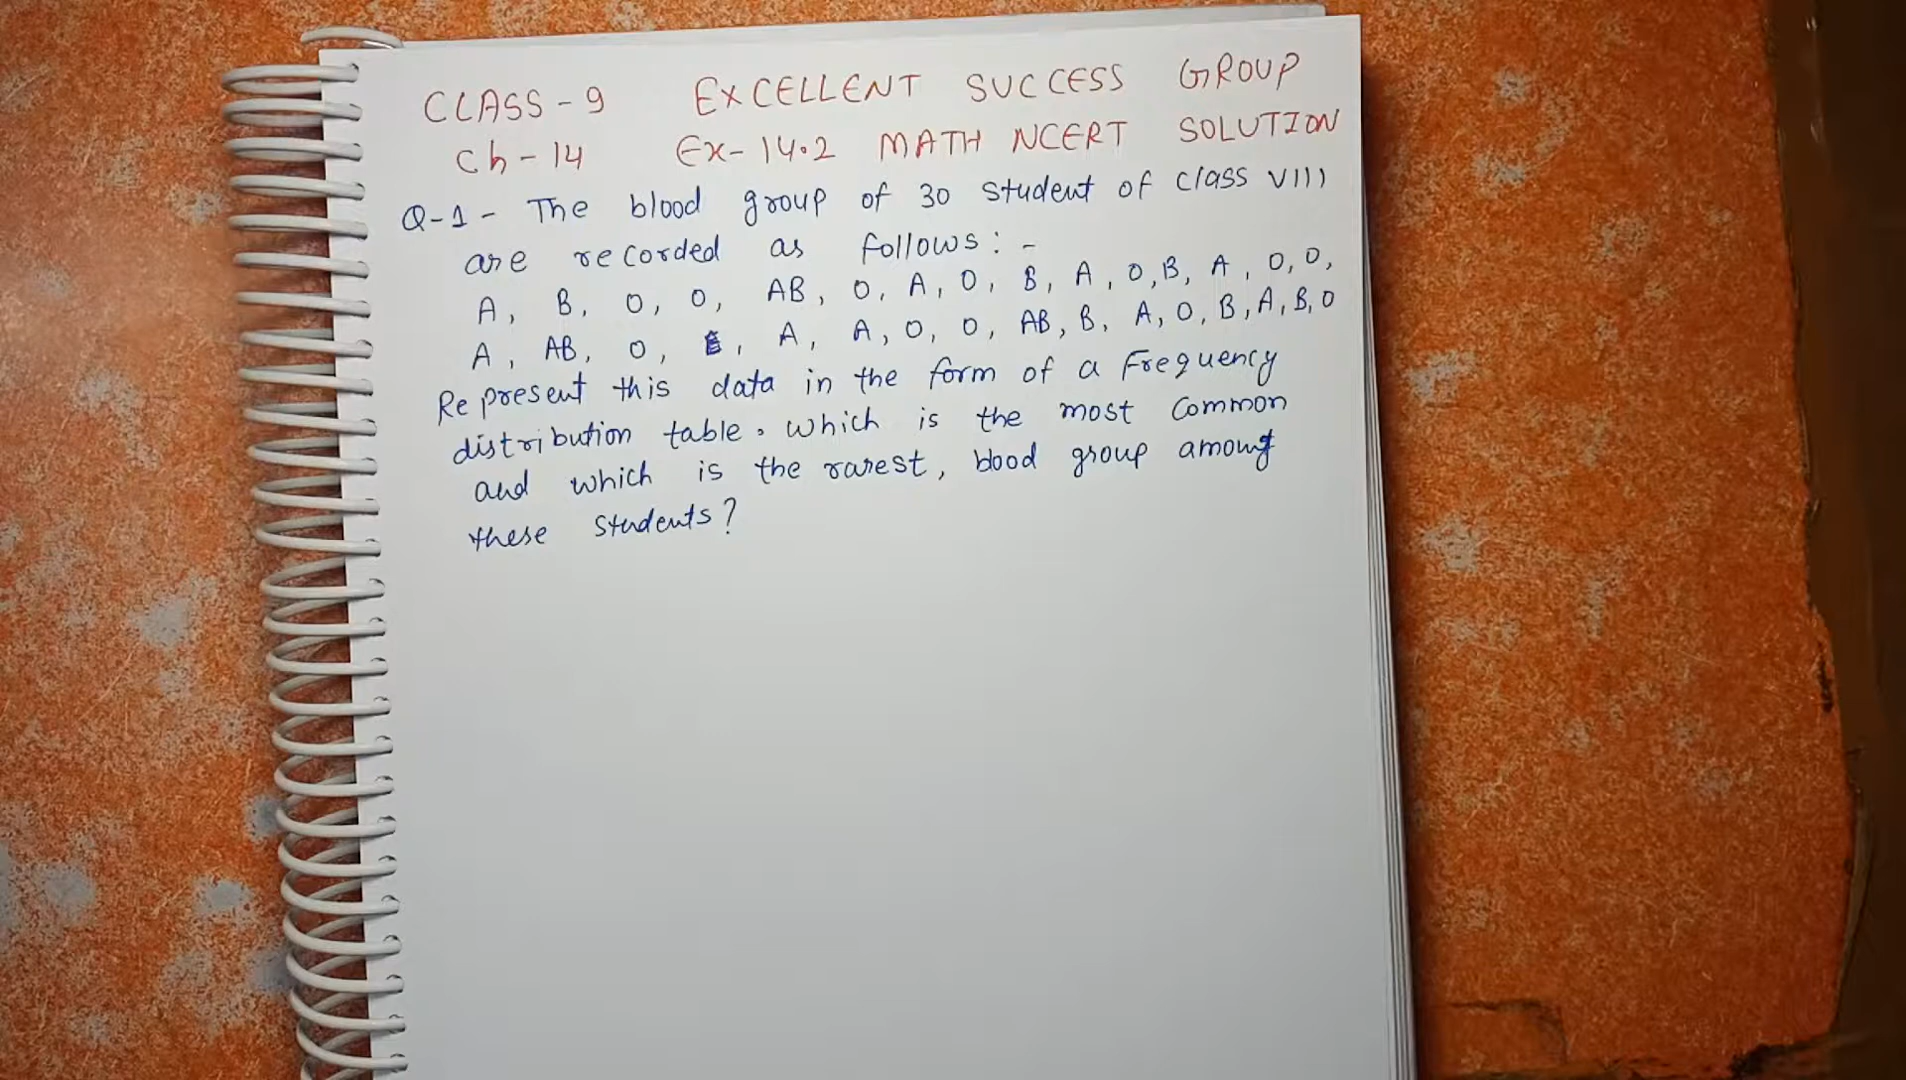 CLASS - 9 EXCELLENT SUCCESS GROUP
Ch - 14 Ex - 14.2 MATH NCERT SOLUTION
Q-1 - The blood group of 30 student of class VIII
are recorded as follows: -
A, B, O, O, AB, O, A, O, B, A, O, B, A, O, O,
A, AB, O, , A, A, O, O, AB, B, A, O, B, A, B, O
Represent this data in the form of a Frequency
distribution table. which is the most common
and which is the rarest, blood group among
these students?